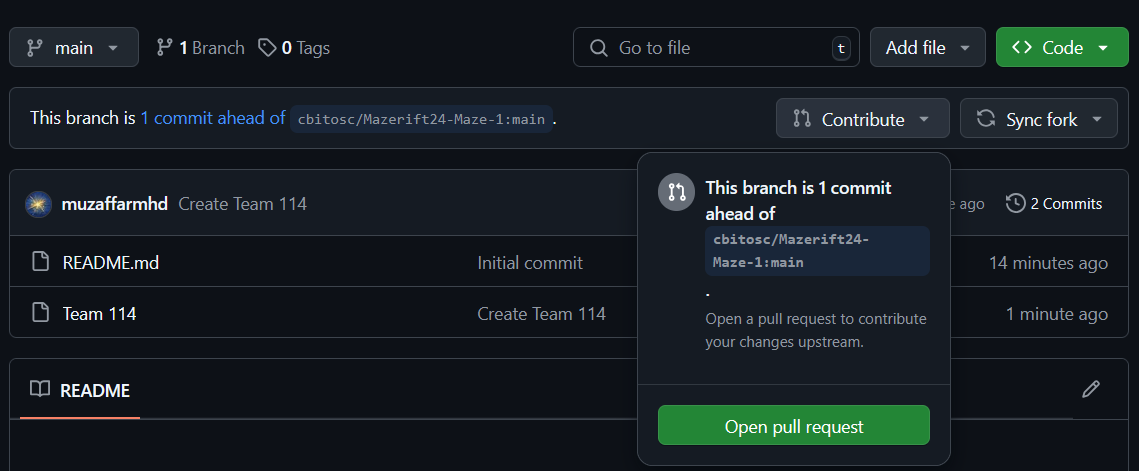 main 1 Branch 0 Tags Go to file t Add file Code
This branch is 1 commit ahead of cbitosc/Mazerift24-Maze-1:main . Contribute Sync fork
This branch is 1 commit
ahead of
cbitosc/Mazerift24-
Maze-1:main
.
Open a pull request to contribute
your changes upstream.
Open pull request
muzaffarmhd Create Team 114 ago 2 Commits
README.md Initial commit 14 minutes ago
Team 114 Create Team 114 1 minute ago
README